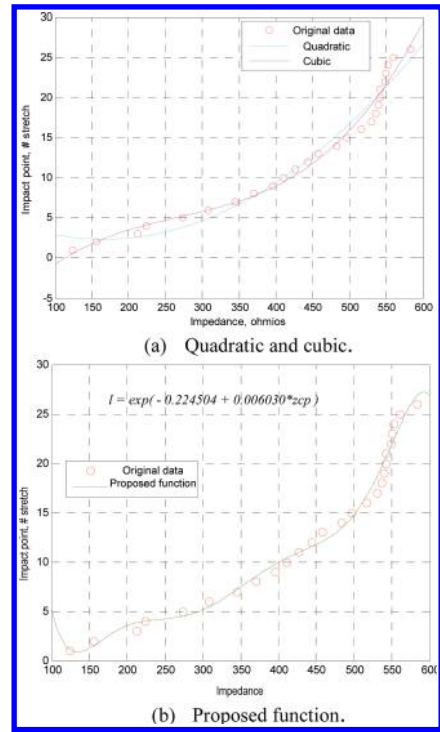 30
25
20
15
10
5
0
-5
Impact point, # stretch
Original data
Quadratic
Cubic
100 150 200 250 300 350 400 450 500 550 600
Impedance, ohmios
(a) Quadratic and cubic.
30
25
20
15
10
5
0
Impact point, # stretch
l = exp( - 0.224504 + 0.006030*zcp )
Original data
Proposed function
100 150 200 250 300 350 400 450 500 550 600
Impedance
(b) Proposed function.